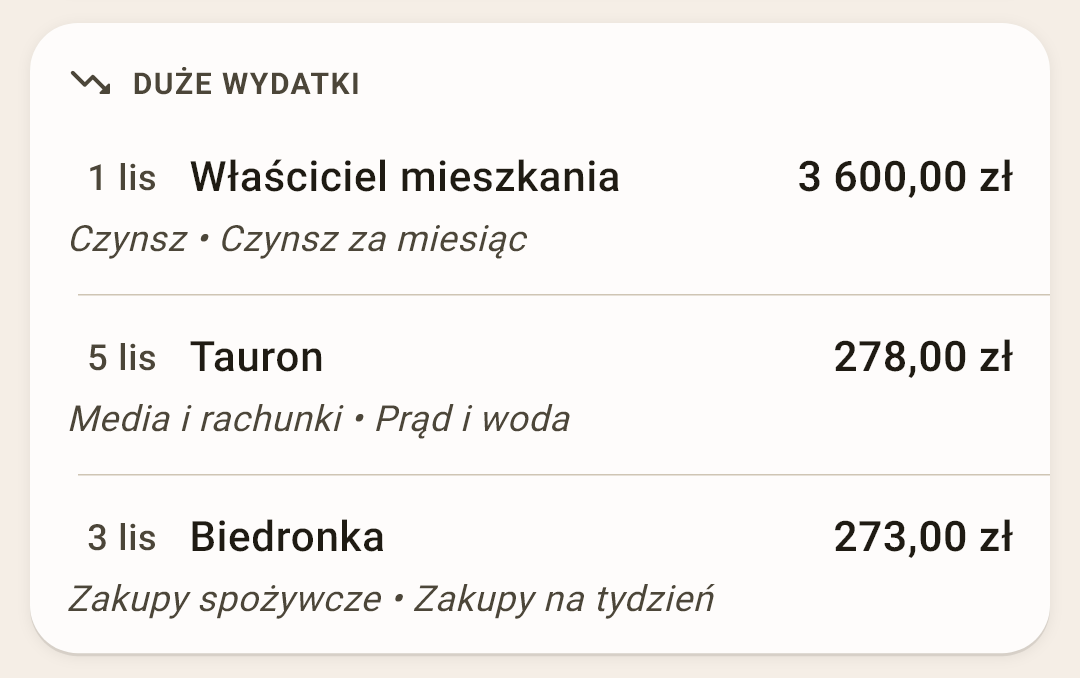 DUŻE WYDATKI
1 lis Właściciel mieszkania 3 600,00 zł
Czynsz • Czynsz za miesiąc
5 lis Tauron 278,00 zł
Media i rachunki • Prąd i woda
3 lis Biedronka 273,00 zł
Zakupy spożywcze • Zakupy na tydzień